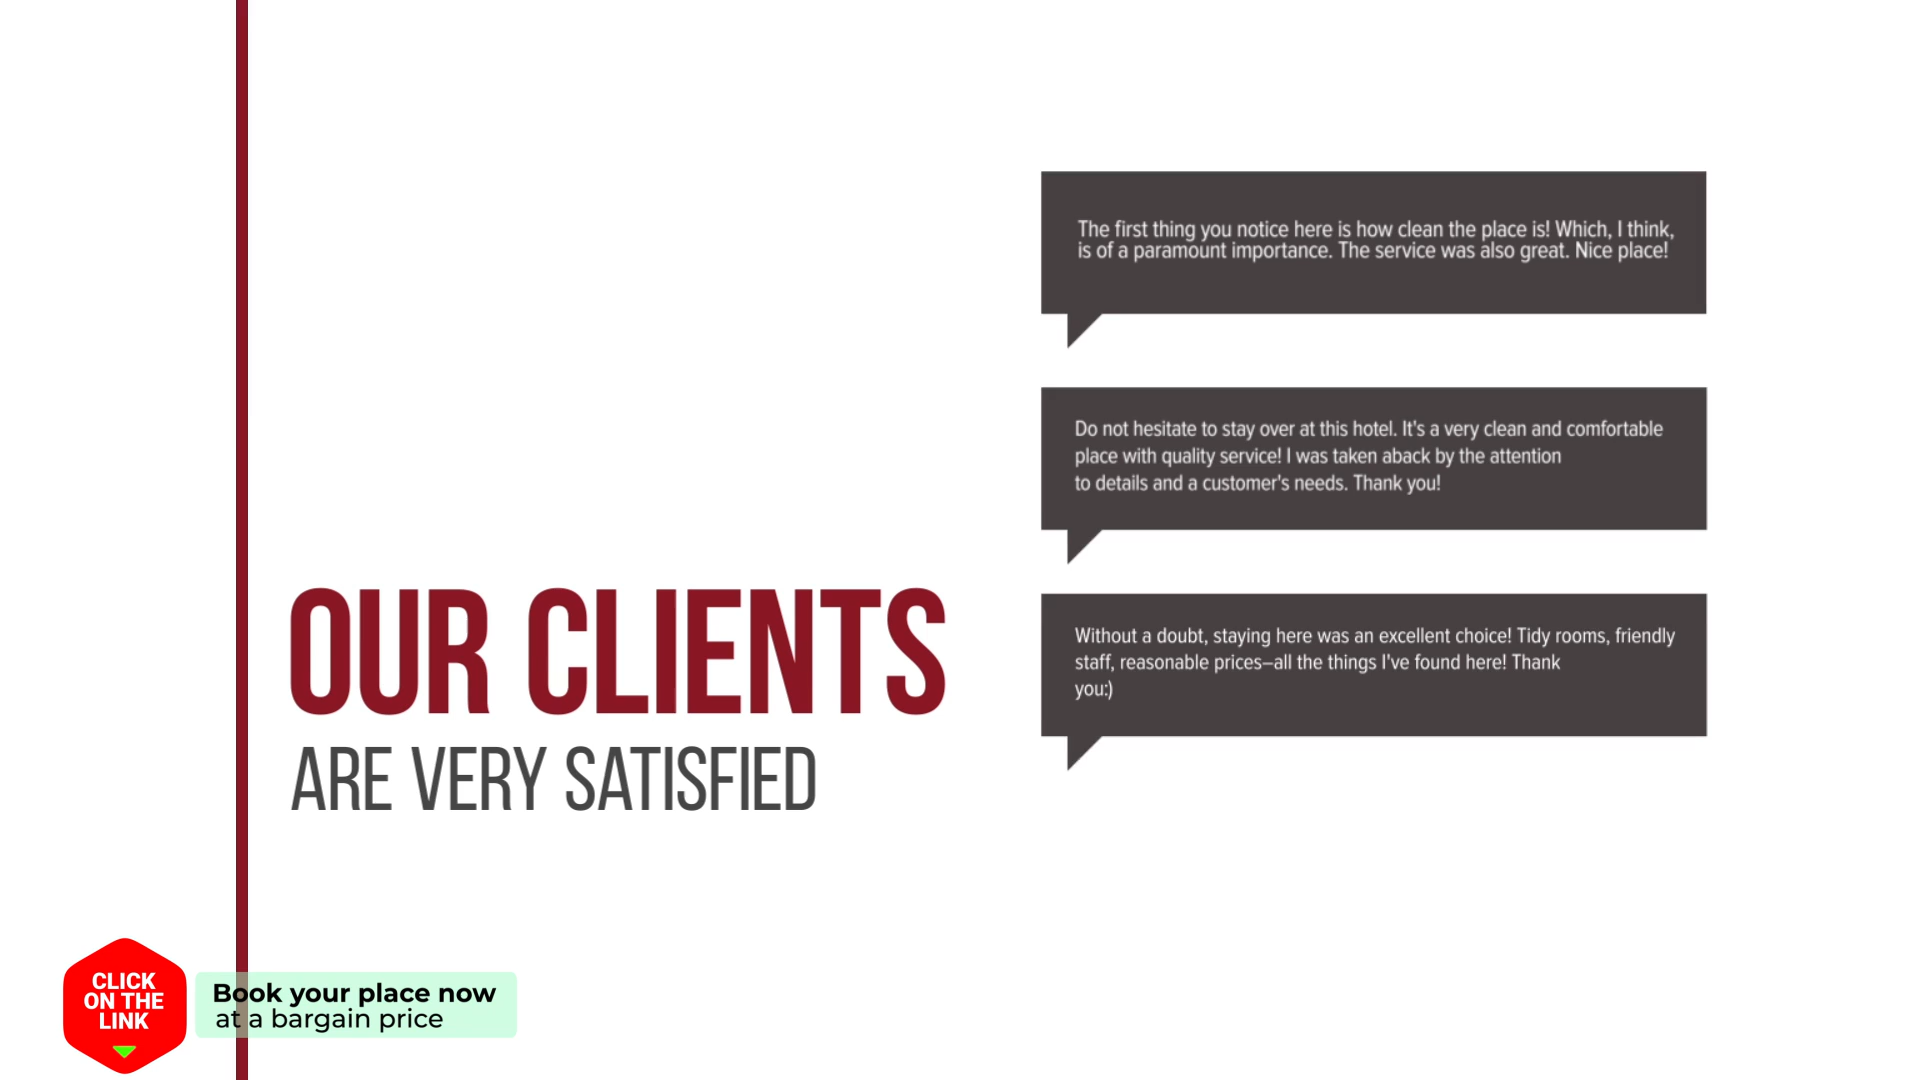 The first thing you notice here is how clean the place is! Which, I think,
is of a paramount importance. The service was also great. Nice place!
Do not hesitate to stay over at this hotel. It's a very clean and comfortable
place with quality service! I was taken aback by the attention
to details and a customer's needs. Thank you!
Without a doubt, staying here was an excellent choice! Tidy rooms, friendly
staff, reasonable prices–all the things I've found here! Thank
you:)
OUR CLIENTS
ARE VERY SATISFIED
CLICK
ON THE
LINK
Book your place now
at a bargain price